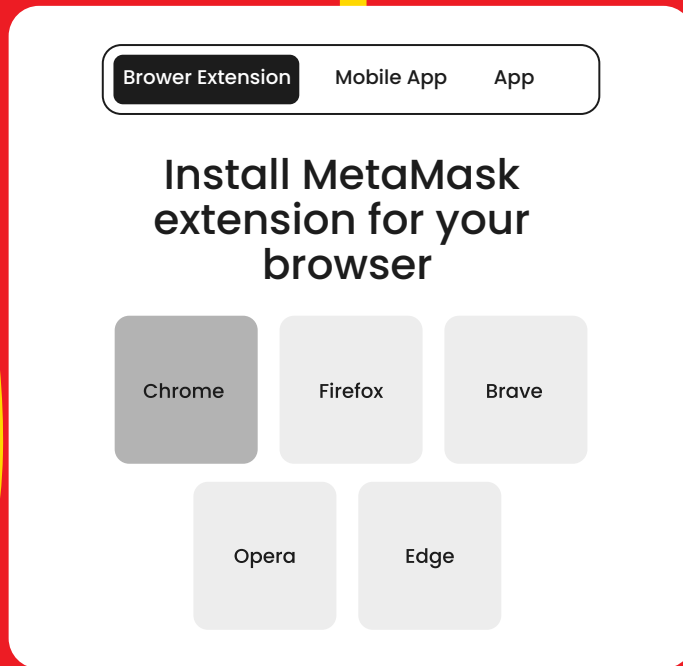 Brower Extension Mobile App App
Install MetaMask
extension for your
browser
Chrome Firefox Brave
Opera Edge